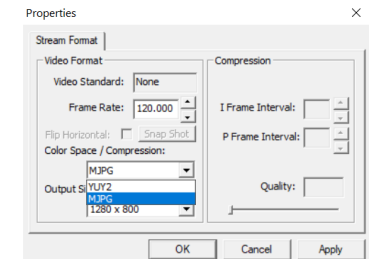 Properties
Stream Format
Video Format
Video Standard: None
Frame Rate: 120.000
Flip Horizontal: Snap Shot
Color Space / Compression:
MJPG
YUY2
MJPG
Output Si
1280 x 800
Compression
I Frame Interval:
P Frame Interval:
Quality:
OK Cancel Apply